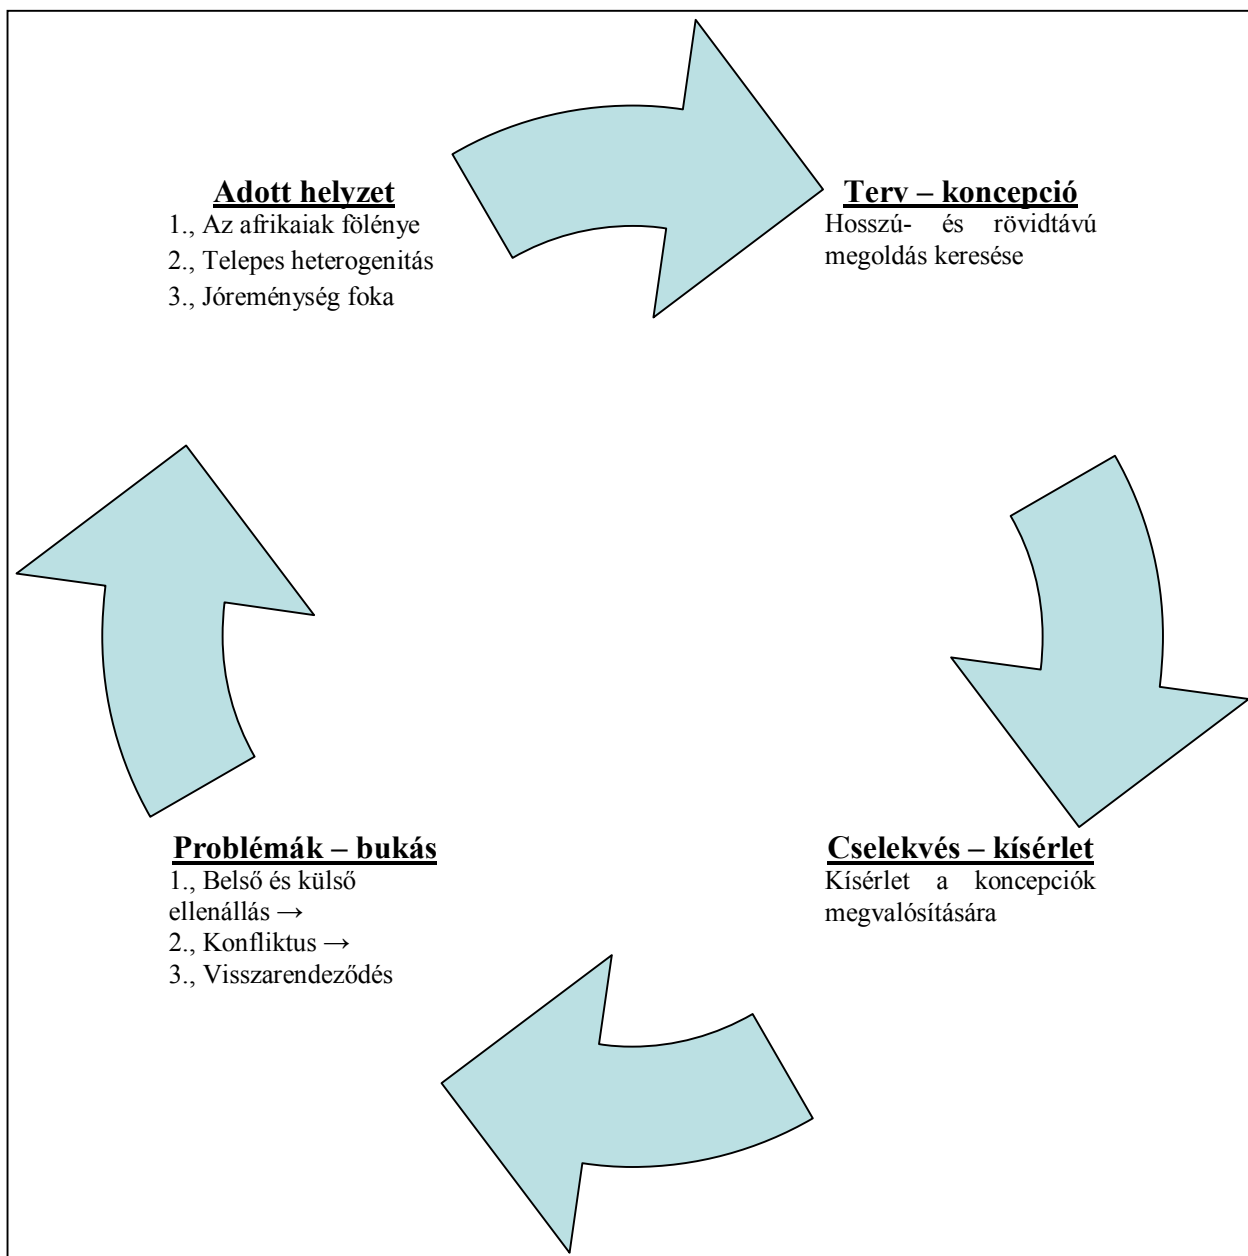 Adott helyzet
1., Az afrikaiak fölénye
2., Telepes heterogenitás
3., Jóreménység foka
Terv – koncepció
Hosszú- és rövidtávú
megoldás keresése
Cselekvés – kísérlet
Kísérlet a koncepciók
megvalósítására
Problémák – bukás
1., Belső és külső
ellenállás →
2., Konfliktus →
3., Visszarendeződés